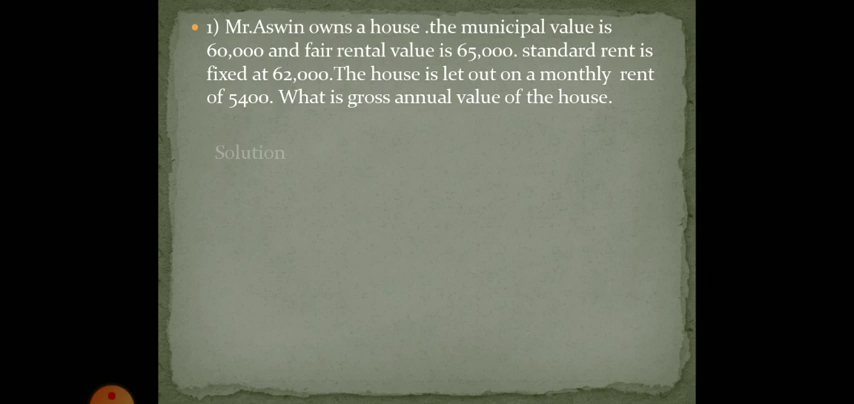 1) Mr.Aswin owns a house .the municipal value is
60,000 and fair rental value is 65,000. standard rent is
fixed at 62,000.The house is let out on a monthly rent
of 5400. What is gross annual value of the house.
Solution